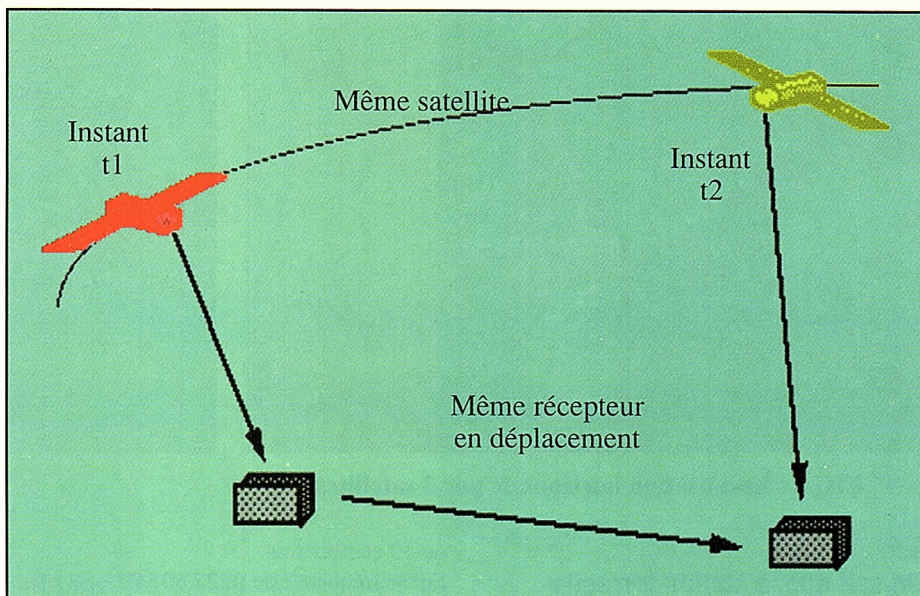 Même satellite
Instant
t1
Instant
t2
Même récepteur
en déplacement